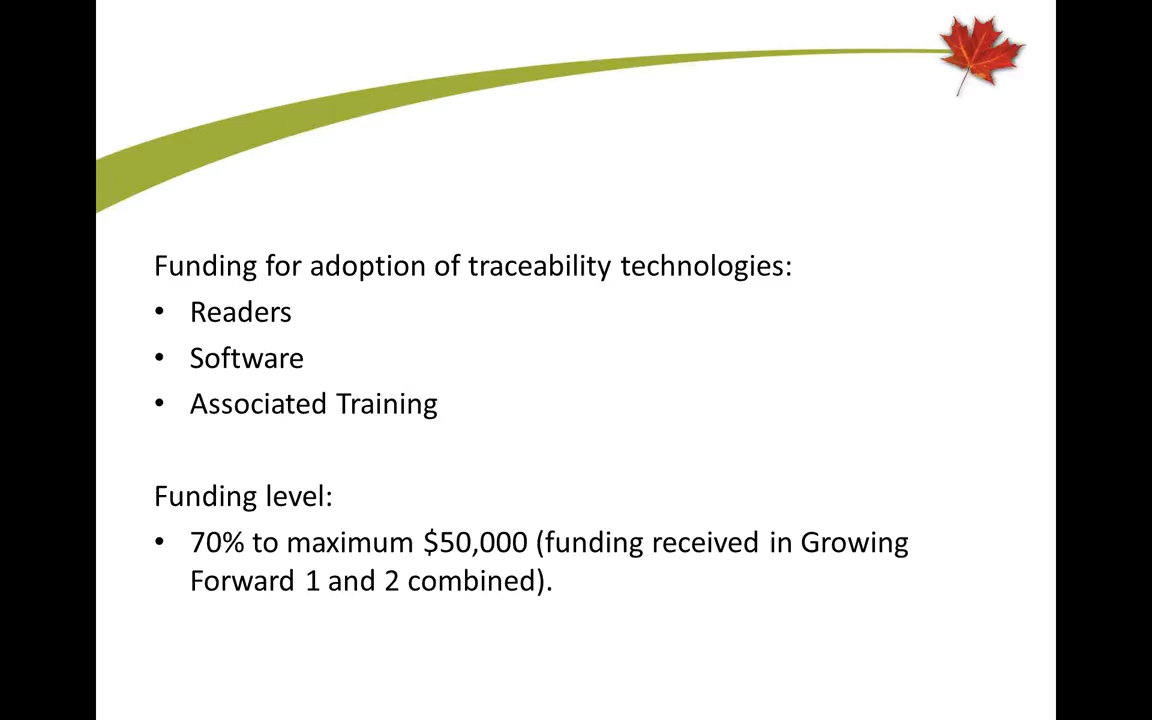 Funding for adoption of traceability technologies:
• Readers
• Software
• Associated Training
Funding level:
• 70% to maximum $50,000 (funding received in Growing
Forward 1 and 2 combined).